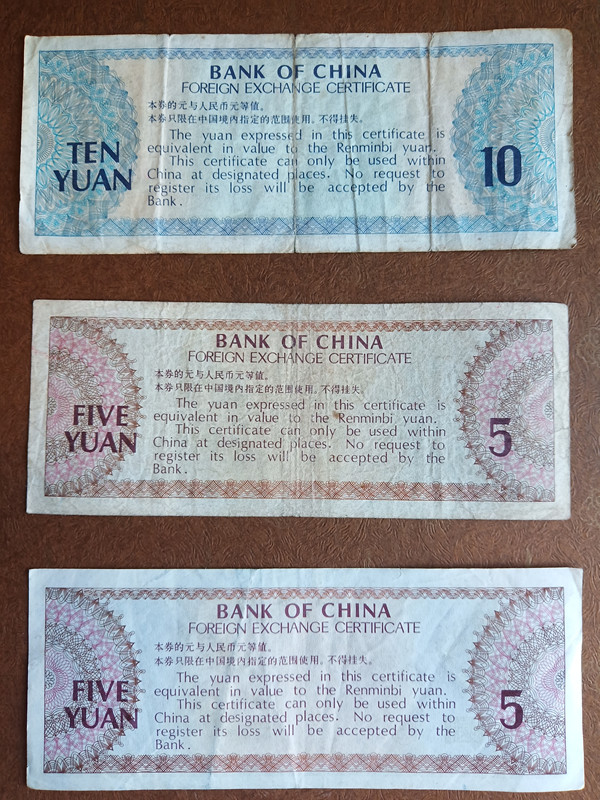 BANK OF CHINA
FOREIGN EXCHANGE CERTIFICATE
本券的元与人民币元等值。
本券只限在中国境内指定的范围使用。不得挂失。
The yuan expressed in this certificate is
equivalent in value to the Renminbi yuan.
This certificate can only be used within
China at designated places. No request to
register its loss will be accepted by the
Bank.
TEN
YUAN
10
BANK OF CHINA
FOREIGN EXCHANGE CERTIFICATE
本券的元与人民币元等值。
本券只限在中国境内指定的范围使用。不得挂失。
The yuan expressed in this certificate is
equivalent in value to the Renminbi yuan.
This certificate can only be used within
China at designated places. No request to
register its loss will be accepted by the
Bank.
FIVE
YUAN
5
BANK OF CHINA
FOREIGN EXCHANGE CERTIFICATE
本券的元与人民币元等值。
本券只限在中国境内指定的范围使用。不得挂失。
The yuan expressed in this certificate is
equivalent in value to the Renminbi yuan.
This certificate can only be used within
China at designated places. No request to
register its loss will be accepted by the
Bank.
FIVE
YUAN
5